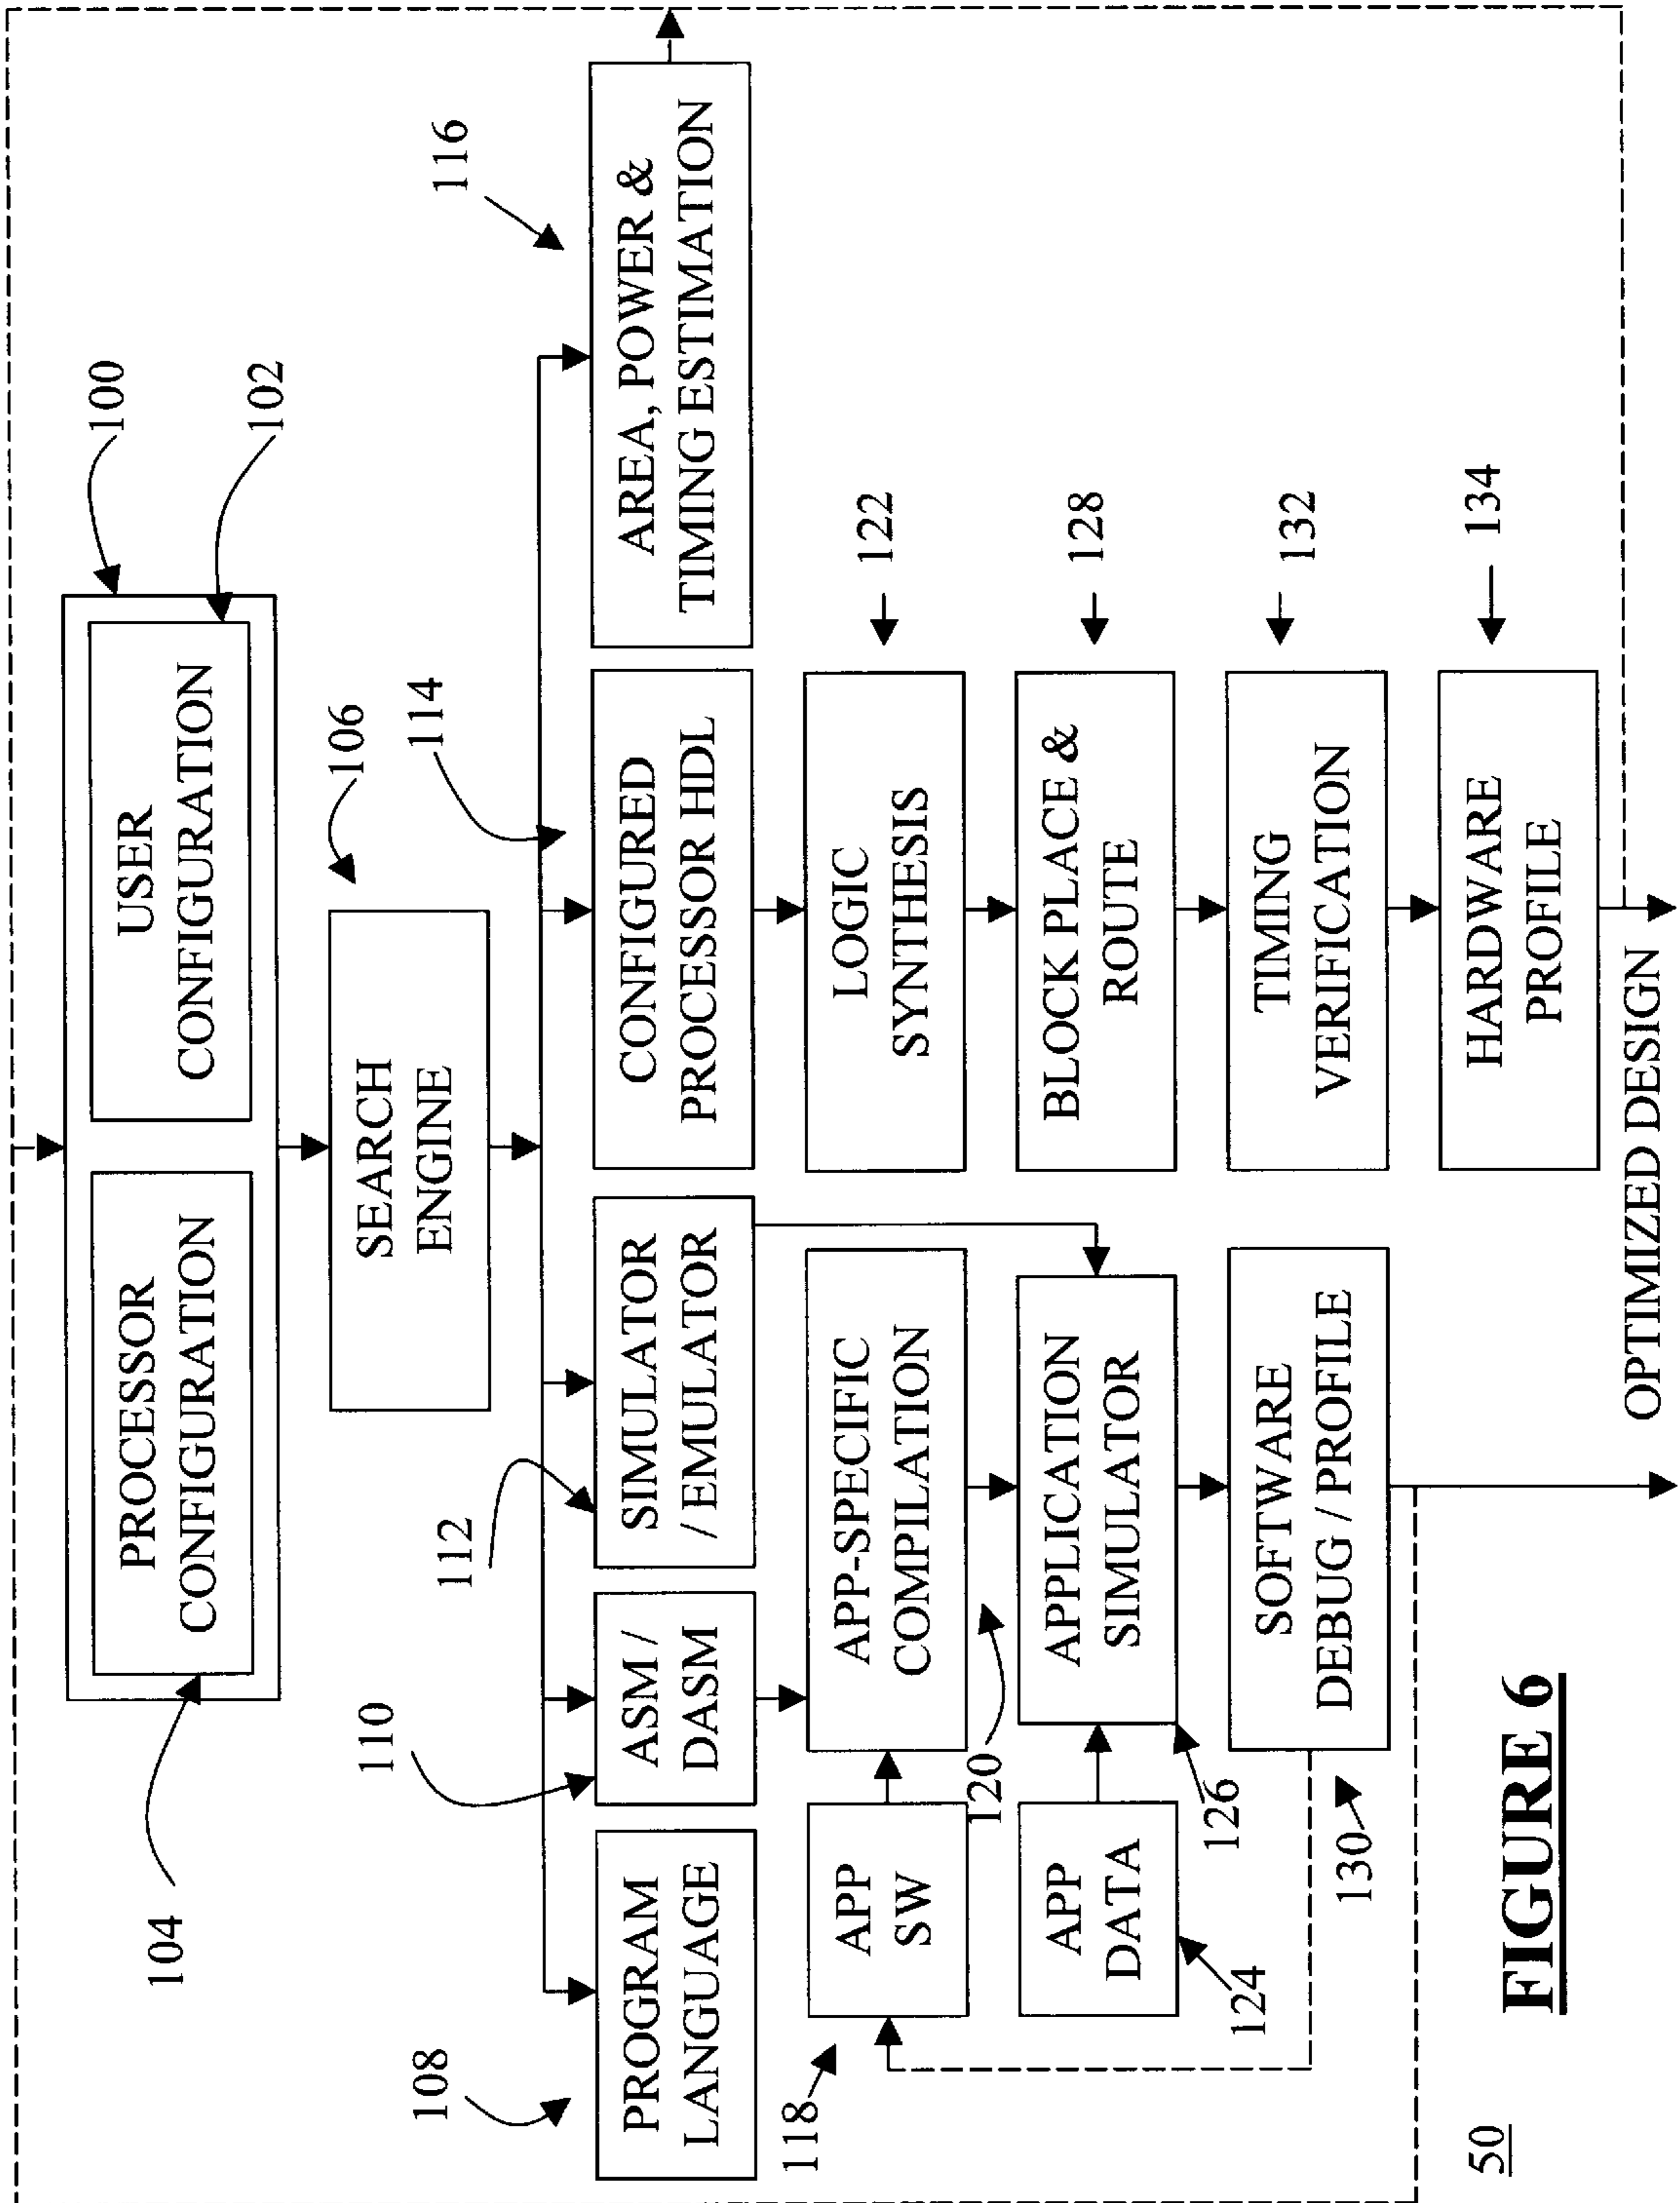 100
102
104
PROCESSOR
CONFIGURATION
USER
CONFIGURATION
106
SEARCH
ENGINE
108
110
112
114
116
PROGRAM
LANGUAGE
ASM /
DASM
SIMULATOR
/ EMULATOR
CONFIGURED
PROCESSOR HDL
AREA, POWER &
TIMING ESTIMATION
118
APP
SW
APP-SPECIFIC
COMPILATION
120
LOGIC
SYNTHESIS
122
APP
DATA
124
APPLICATION
SIMULATOR
126
BLOCK PLACE &
ROUTE
128
SOFTWARE
DEBUG / PROFILE
130
TIMING
VERIFICATION
132
HARDWARE
PROFILE
134
OPTIMIZED DESIGN
50
FIGURE 6